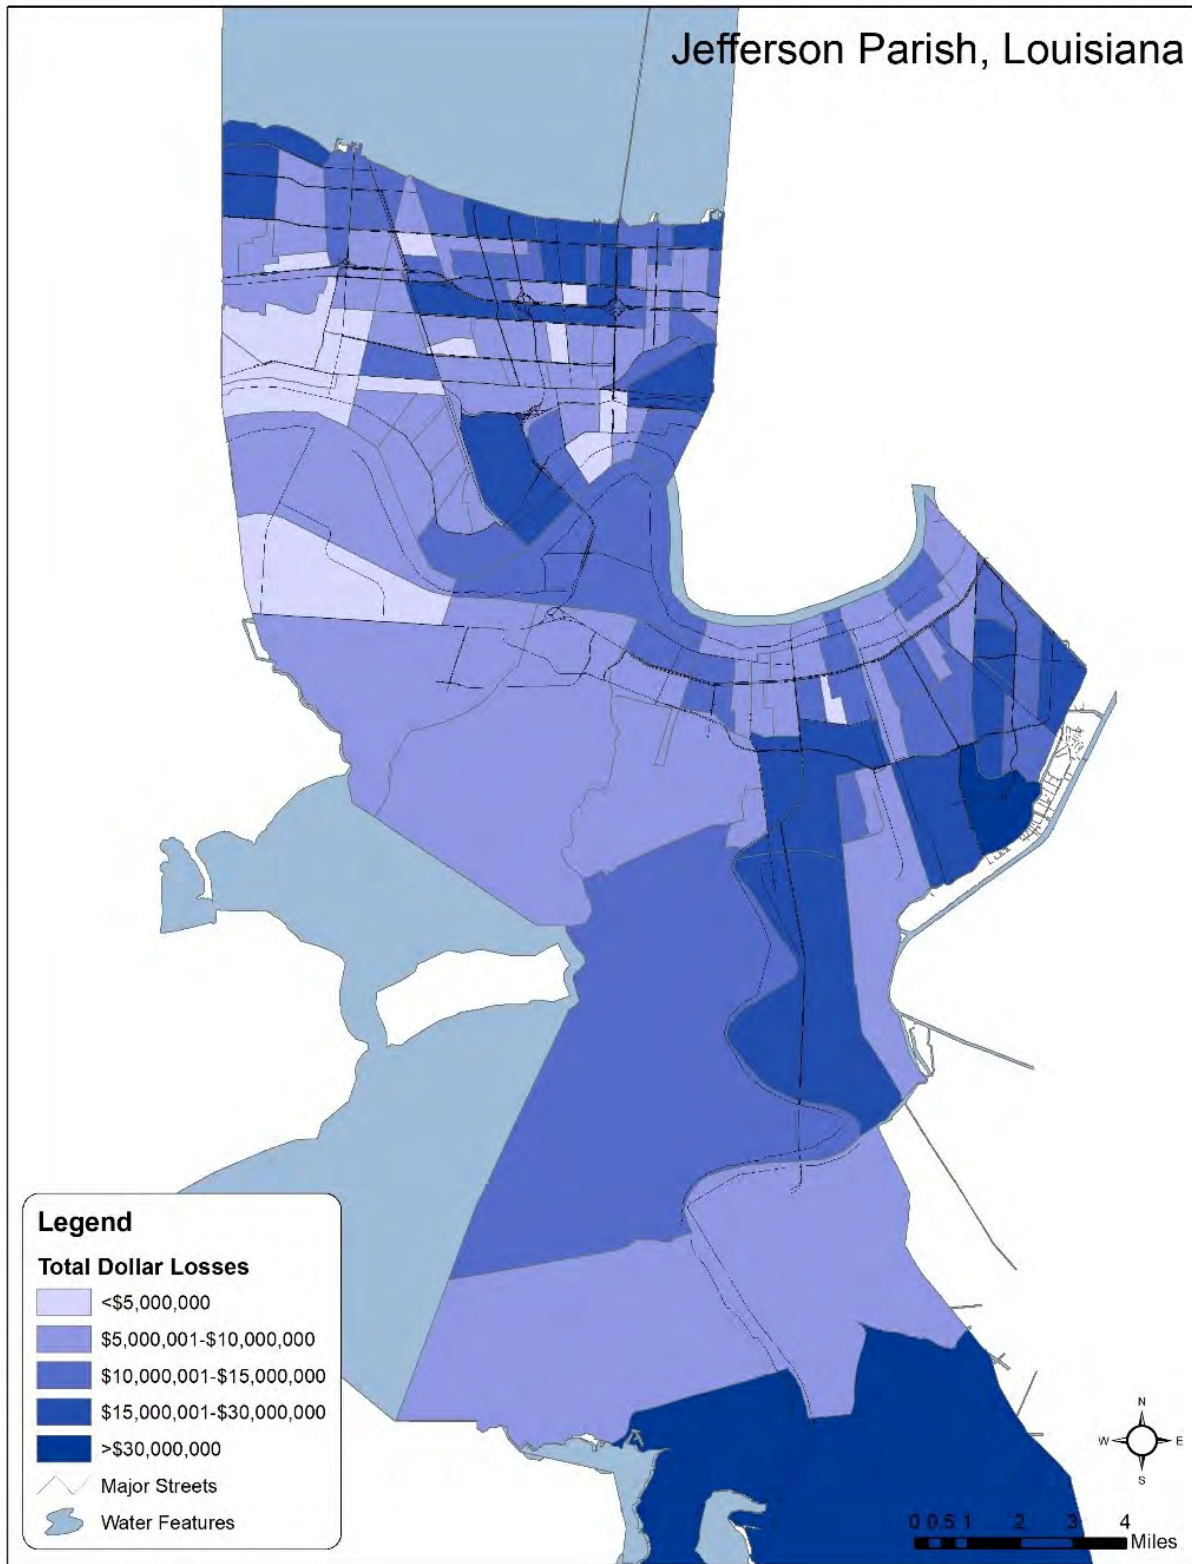 Jefferson Parish, Louisiana
Legend
Total Dollar Losses
<$5,000,000
$5,000,001-$10,000,000
$10,000,001-$15,000,000
$15,000,001-$30,000,000
>$30,000,000
Major Streets
Water Features
N
W E
S
0 0.5 1 2 3 4
Miles